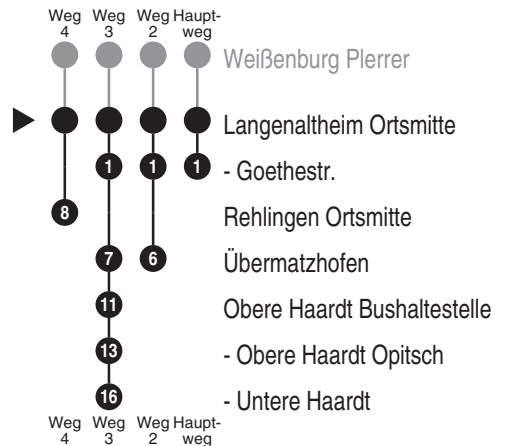 Weg Weg Weg Haupt-
4 3 2 weg
Weißenburg Plerrer
Langenaltheim Ortsmitte
1 1 1 - Goethestr.
8 Rehlingen Ortsmitte
7 6 Übermatzhofen
11 Obere Haardt Bushaltestelle
13 - Obere Haardt Opitsch
16 - Untere Haardt
Weg Weg Weg Haupt-
4 3 2 weg